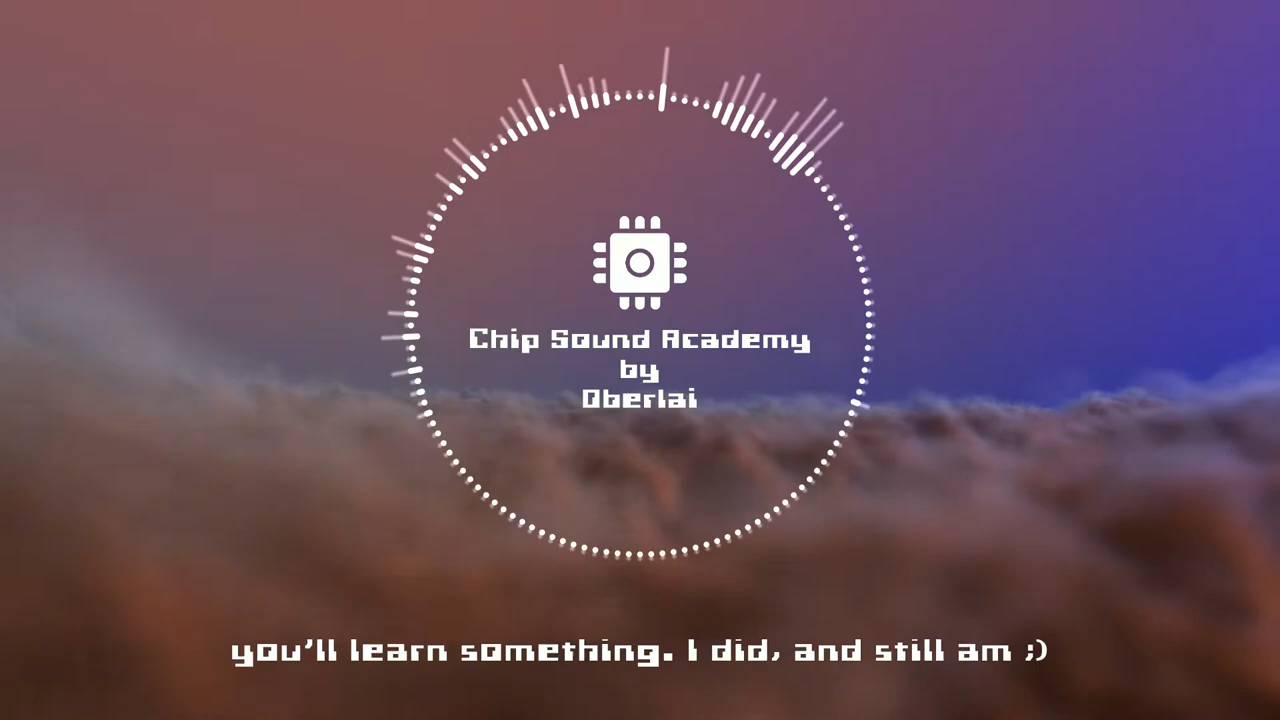 Chip Sound Academy
by
Oberlai
you'll learn something. I did, and still am ;)